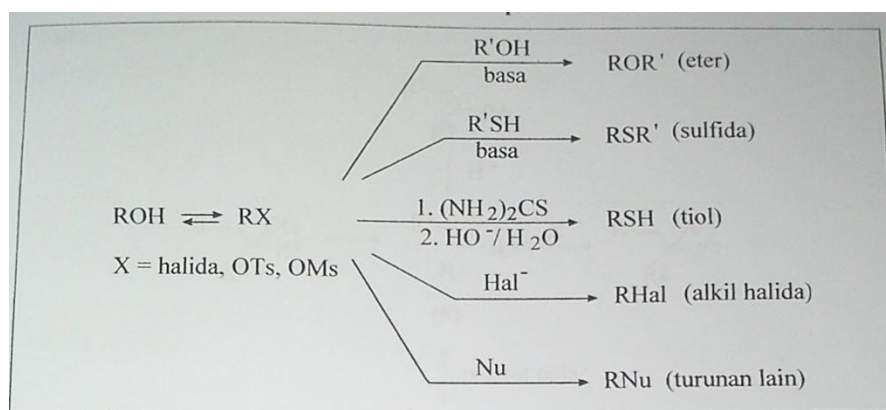 R'OH
basa
ROR' (eter)
R'SH
basa
RSR' (sulfida)
ROH ⇌ RX
1. (NH₂)₂CS
2. HO⁻/H₂O
RSH (tiol)
X = halida, OTs, OMs
Hal⁻
RHal (alkil halida)
Nu
RNu (turunan lain)